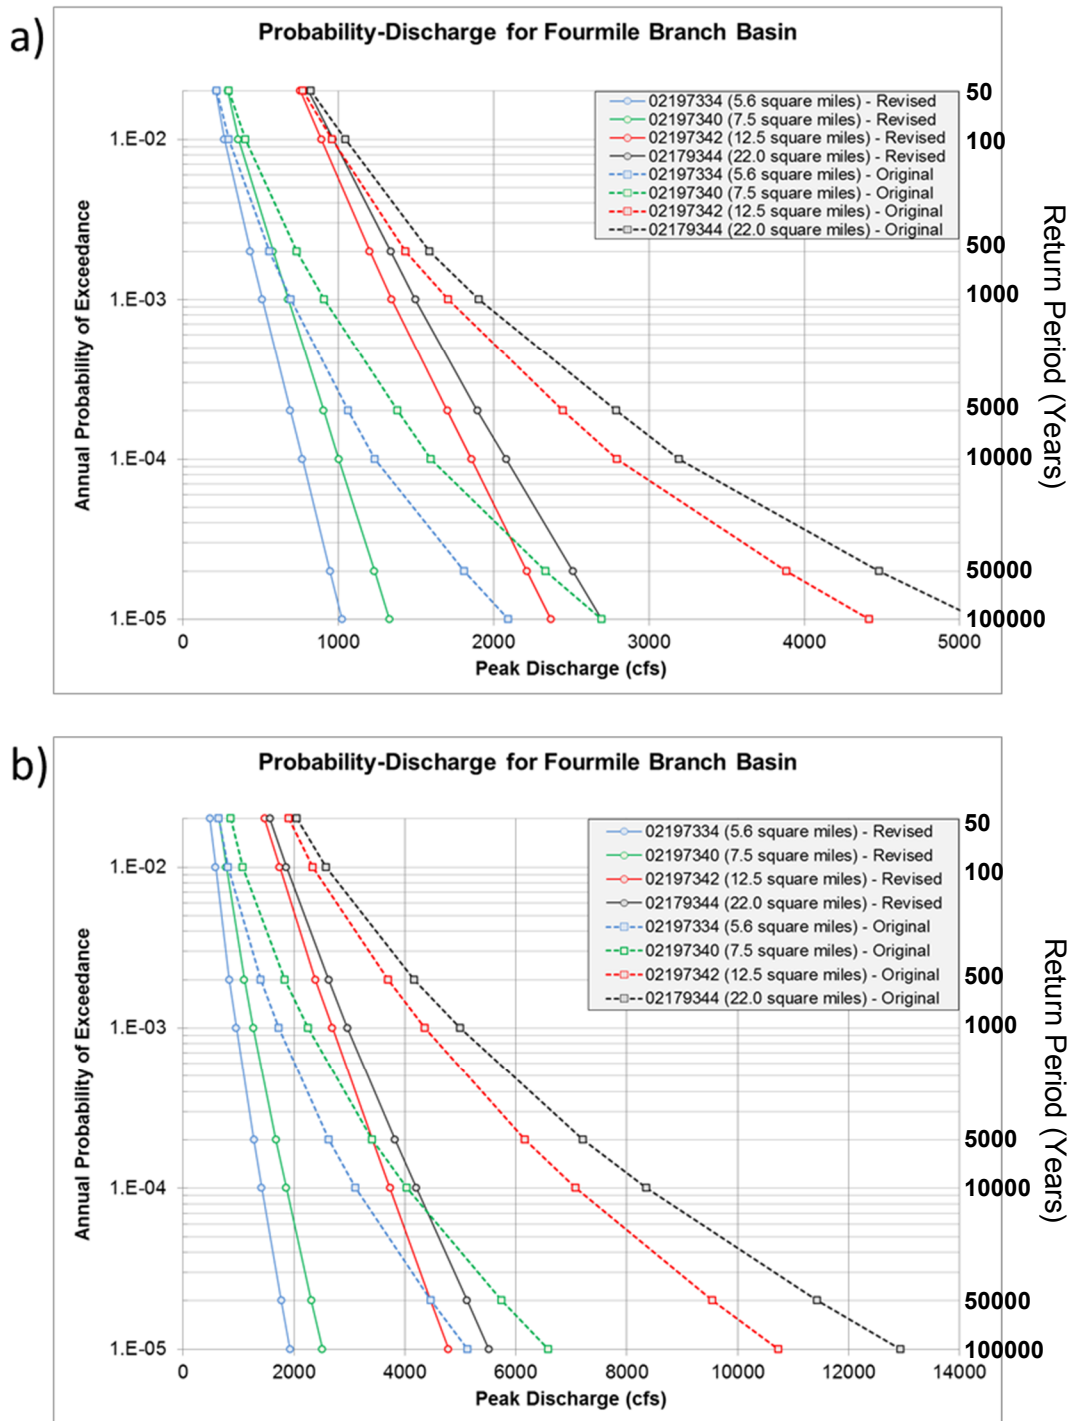 a)
Probability-Discharge for Fourmile Branch Basin
02197334 (5.6 square miles) - Revised
02197340 (7.5 square miles) - Revised
02197342 (12.5 square miles) - Revised
02179344 (22.0 square miles) - Revised
02197334 (5.6 square miles) - Original
02197340 (7.5 square miles) - Original
02197342 (12.5 square miles) - Original
02179344 (22.0 square miles) - Original
Annual Probability of Exceedance
1.E-02
1.E-03
1.E-04
1.E-05
50
100
500
1000
5000
10000
50000
100000
Return Period (Years)
0 1000 2000 3000 4000 5000
Peak Discharge (cfs)
b)
Probability-Discharge for Fourmile Branch Basin
02197334 (5.6 square miles) - Revised
02197340 (7.5 square miles) - Revised
02197342 (12.5 square miles) - Revised
02179344 (22.0 square miles) - Revised
02197334 (5.6 square miles) - Original
02197340 (7.5 square miles) - Original
02197342 (12.5 square miles) - Original
02179344 (22.0 square miles) - Original
Annual Probability of Exceedance
1.E-02
1.E-03
1.E-04
1.E-05
50
100
500
1000
5000
10000
50000
100000
Return Period (Years)
0 2000 4000 6000 8000 10000 12000 14000
Peak Discharge (cfs)